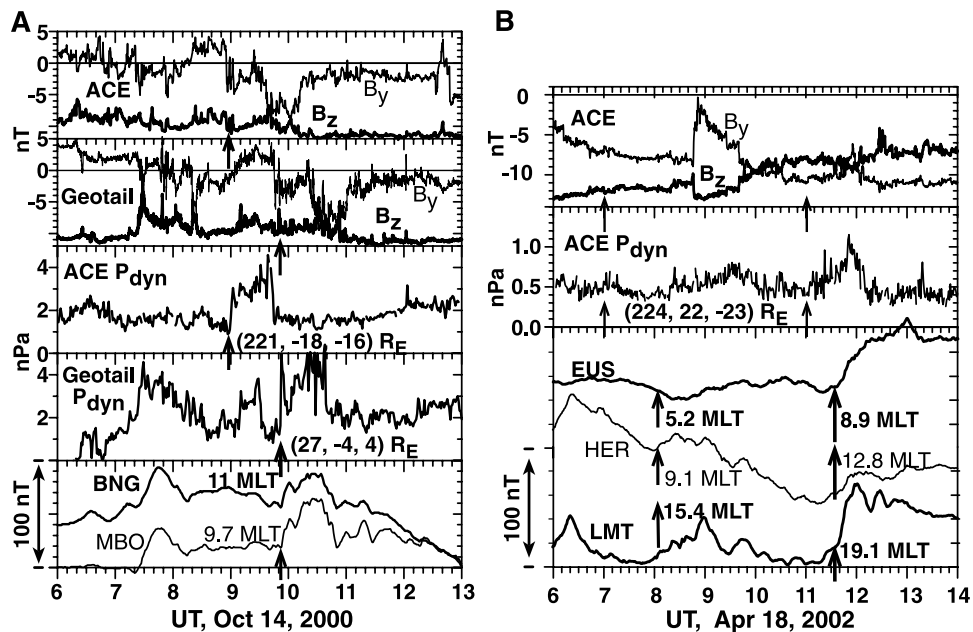 A
5
0
-5
nT
ACE
By
Bz
5
0
-5
Geotail
By
Bz
4
2
0
nPa
ACE Pdyn
(221, -18, -16) RE
4
2
Geotail
Pdyn
(27, -4, 4) RE
100 nT
BNG
11 MLT
MBO
9.7 MLT
6 7 8 9 10 11 12 13
UT, Oct 14, 2000
B
0
-5
-10
nT
ACE
By
Bz
1.0
0.5
0.0
nPa
ACE Pdyn
(224, 22, -23) RE
EUS
5.2 MLT
8.9 MLT
HER
9.1 MLT
12.8 MLT
100 nT
15.4 MLT
LMT
19.1 MLT
6 7 8 9 10 11 12 13 14
UT, Apr 18, 2002